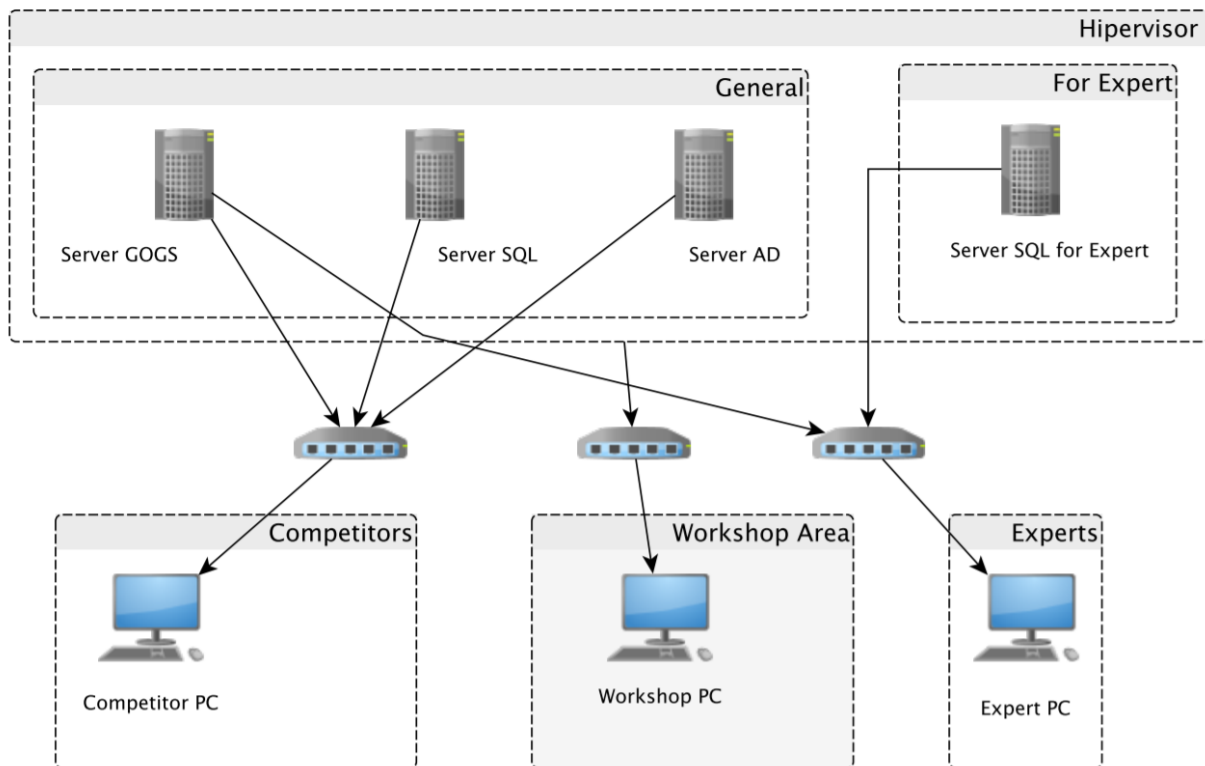 Hipervisor
General
For Expert
Server GOGS
Server SQL
Server AD
Server SQL for Expert
Competitors
Workshop Area
Experts
Competitor PC
Workshop PC
Expert PC